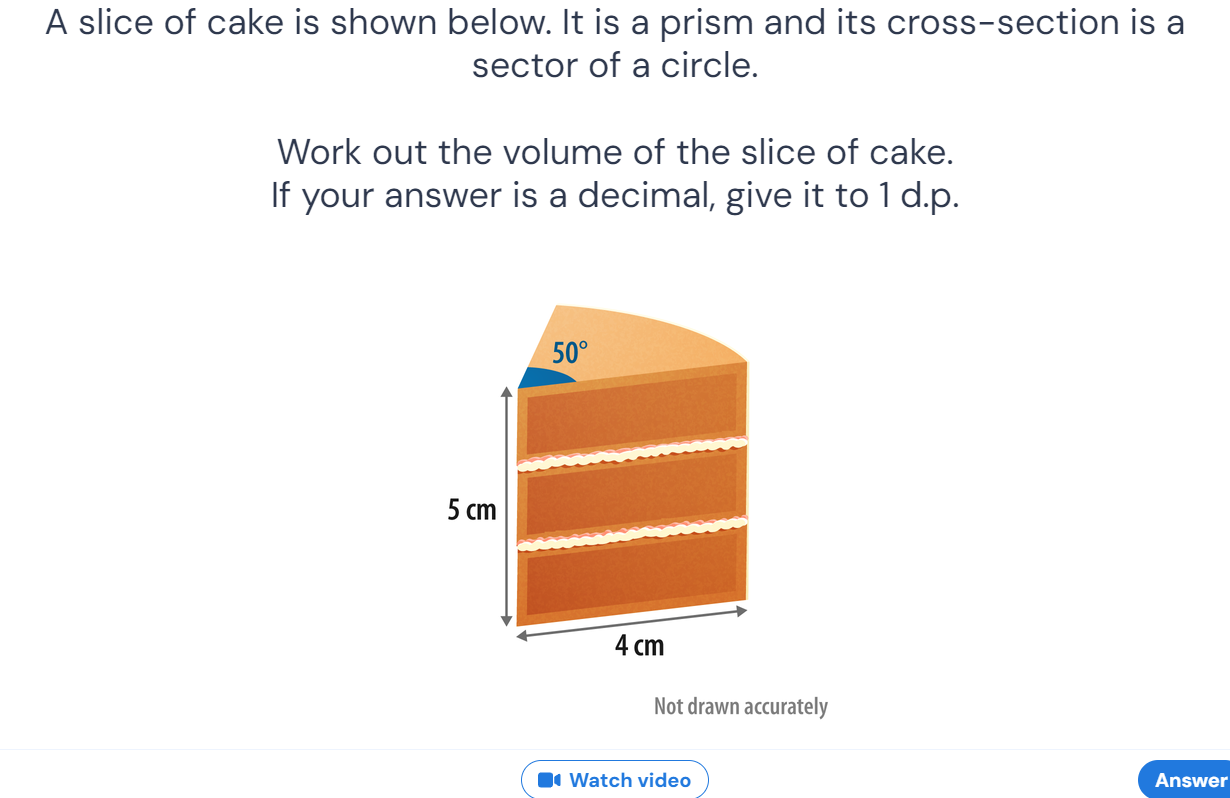 A slice of cake is shown below. It is a prism and its cross-section is a
sector of a circle.
Work out the volume of the slice of cake.
If your answer is a decimal, give it to 1 d.p.
50°
5 cm
4 cm
Not drawn accurately
Watch video
Answer